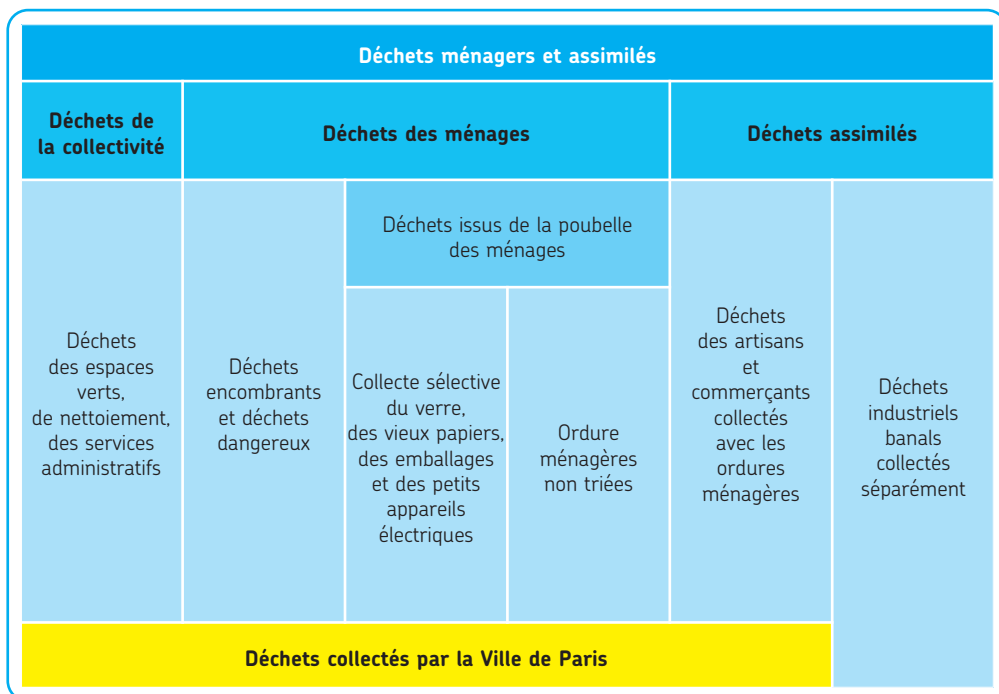 Déchets ménagers et assimilés
Déchets de
la collectivité
Déchets des ménages
Déchets assimilés
Déchets issus de la poubelle
des ménages
Déchets
des espaces
verts,
de nettoiement,
des services
administratifs
Déchets
encombrants
et déchets
dangereux
Collecte sélective
du verre,
des vieux papiers,
des emballages
et des petits
appareils
électriques
Ordure
ménagères
non triées
Déchets
des artisans
et
commerçants
collectés
avec les
ordures
ménagères
Déchets
industriels
banals
collectés
séparément
Déchets collectés par la Ville de Paris